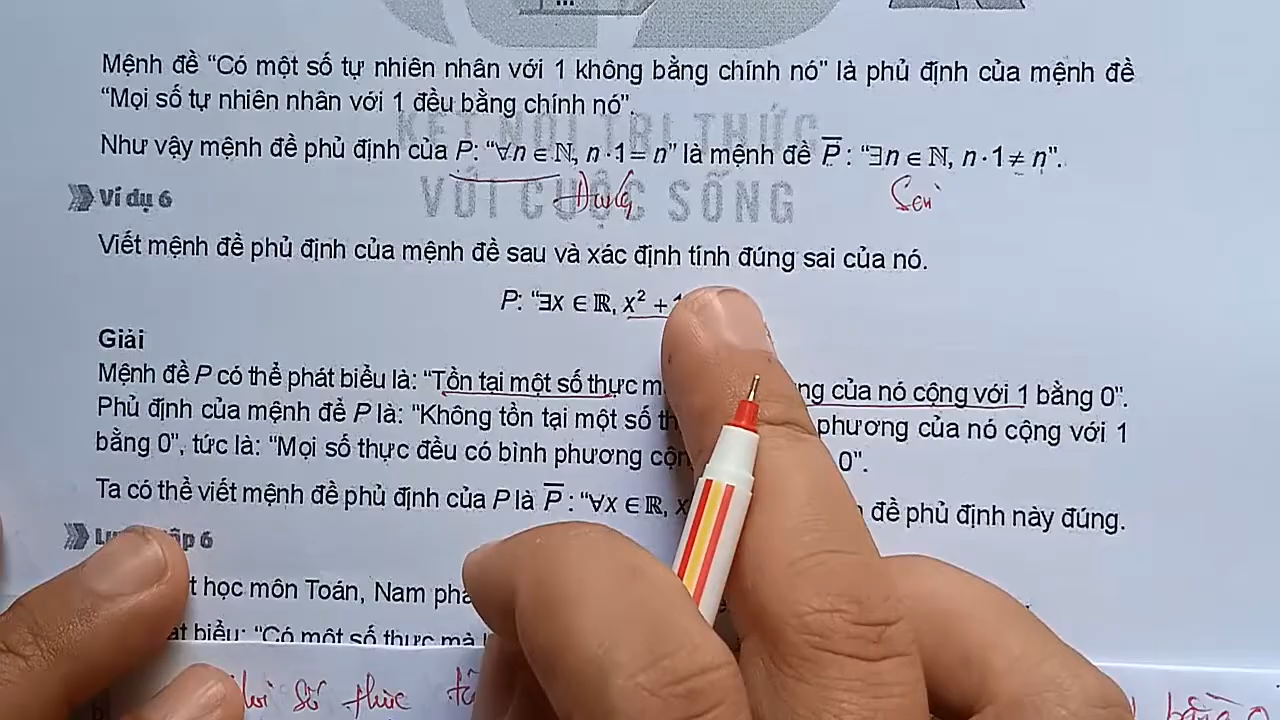 Mệnh đề “Có một số tự nhiên nhân với 1 không bằng chính nó” là phủ định của mệnh đề
“Mọi số tự nhiên nhân với 1 đều bằng chính nó”.
KẾT NỐI TRI THỨC
Như vậy mệnh đề phủ định của P: “∀n ∈ ℕ, n·1 = n” là mệnh đề P̅ : “∃n ∈ ℕ, n·1 ≠ n”.
VỚI CUỘC SỐNG
Đúng Sai
Ví dụ 6
Viết mệnh đề phủ định của mệnh đề sau và xác định tính đúng sai của nó.
P: “∃x ∈ ℝ, x² +
Giải
Mệnh đề P có thể phát biểu là: “Tồn tại một số thực của nó cộng với 1 bằng 0”.
Phủ định của mệnh đề P là: “Không tồn tại một số phương của nó cộng với 1
bằng 0”, tức là: “Mọi số thực đều có bình phương 0”.
Ta có thể viết mệnh đề phủ định của P là P̅ : “∀x ∈ ℝ, đề phủ định này đúng.
6
học môn Toán, Nam
biểu: “Có một số thực mà
số thực